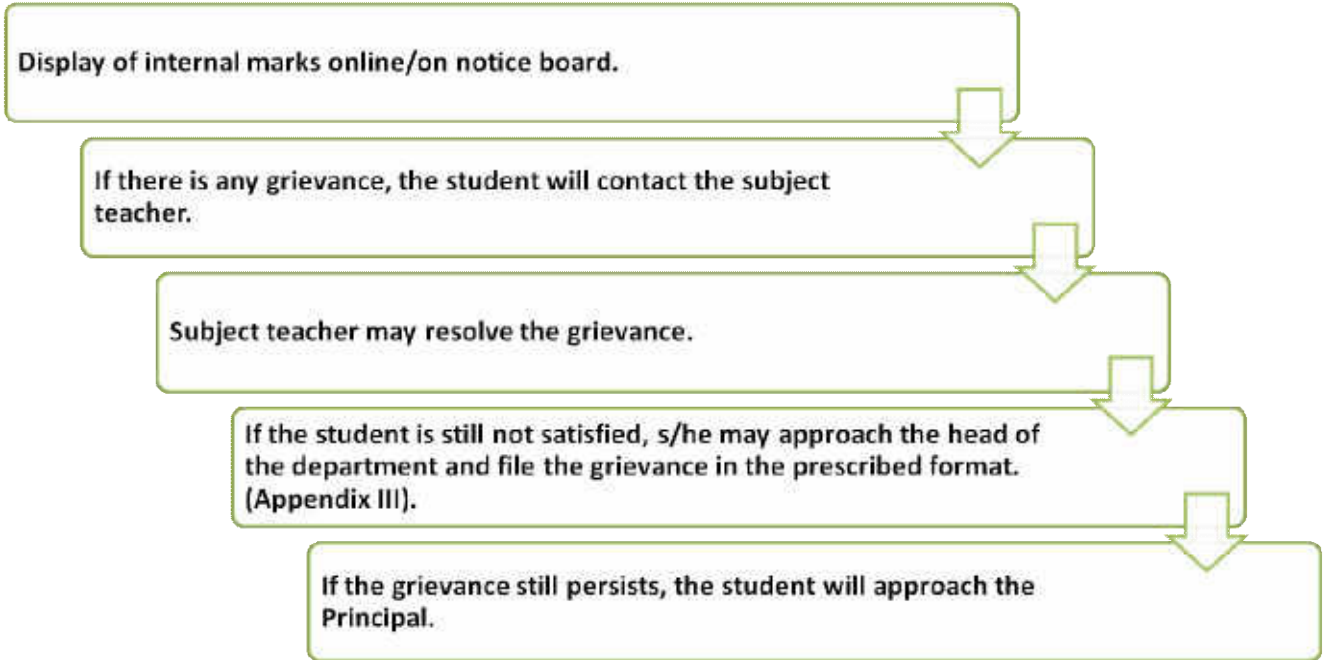 Display of internal marks online/on notice board.
If there is any grievance, the student will contact the subject
teacher.
Subject teacher may resolve the grievance.
If the student is still not satisfied, s/he may approach the head of
the department and file the grievance in the prescribed format.
(Appendix III).
If the grievance still persists, the student will approach the
Principal.